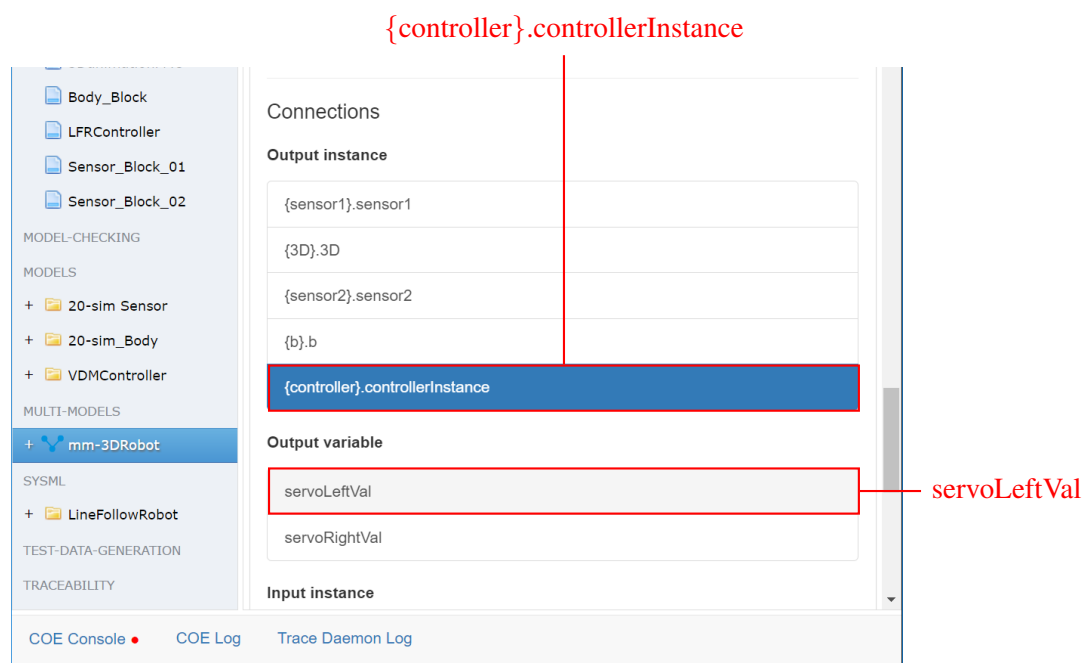 {controller}.controllerInstance
Body_Block
LFRController
Sensor_Block_01
Sensor_Block_02
MODEL-CHECKING
MODELS
+ 20-sim Sensor
+ 20-sim_Body
+ VDMController
MULTI-MODELS
+ mm-3DRobot
SYSML
+ LineFollowRobot
TEST-DATA-GENERATION
TRACEABILITY
Connections
Output instance
{sensor1}.sensor1
{3D}.3D
{sensor2}.sensor2
{b}.b
{controller}.controllerInstance
Output variable
servoLeftVal
servoRightVal
Input instance
servoLeftVal
COE Console
COE Log
Trace Daemon Log